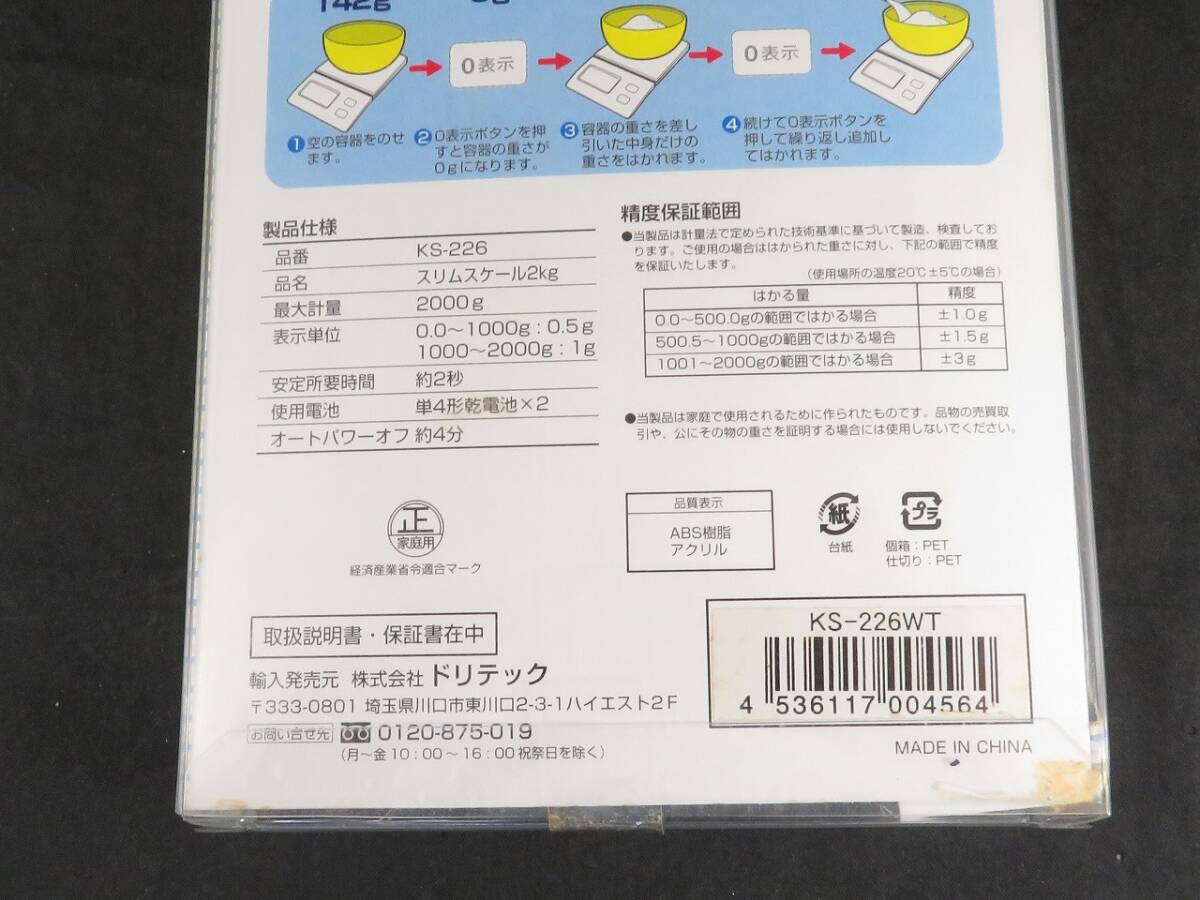 142g 0g
0表示
0表示
1 空の容器をのせ
ます。
2 0表示ボタンを押
すと容器の重さが
0gになります。
3 容器の重さを差し
引いた中身だけの
重さをはかれます。
4 続けて0表示ボタンを
押して繰り返し追加し
てはかれます。
製品仕様
品番 KS-226
品名 スリムスケール2kg
最大計量 2000g
表示単位 0.0〜1000g:0.5g
1000〜2000g:1g
安定所要時間 約2秒
使用電池 単4形乾電池×2
オートパワーオフ 約4分
精度保証範囲
●当製品は計量法で定められた技術基準に基づいて製造、検査してお
ります。ご使用の場合ははかられた重さに対し、下記の範囲で精度
を保証いたします。
(使用場所の温度20℃±5℃の場合)
はかる量 精度
0.0〜500.0gの範囲ではかる場合 ±1.0g
500.5〜1000gの範囲ではかる場合 ±1.5g
1001〜2000gの範囲ではかる場合 ±3g
●当製品は家庭で使用されるために作られたものです。品物の売買取
引や、公にその物の重さを証明する場合には使用しないでください。
正
家庭用
経済産業省令適合マーク
品質表示
ABS樹脂
アクリル
紙
台紙
プラ
個箱:PET
仕切り:PET
取扱説明書・保証書在中
輸入発売元 株式会社 ドリテック
〒333-0801 埼玉県川口市東川口2-3-1ハイエスト2F
お問い合せ先 0120-875-019
(月〜金10:00〜16:00祝祭日を除く)
KS-226WT
4 536117 004564
MADE IN CHINA